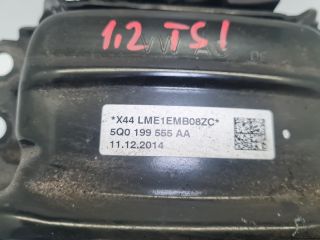 1.2 TSI
*X44 LME1EMB08ZC*
5Q0 199 555 AA
11.12.2014